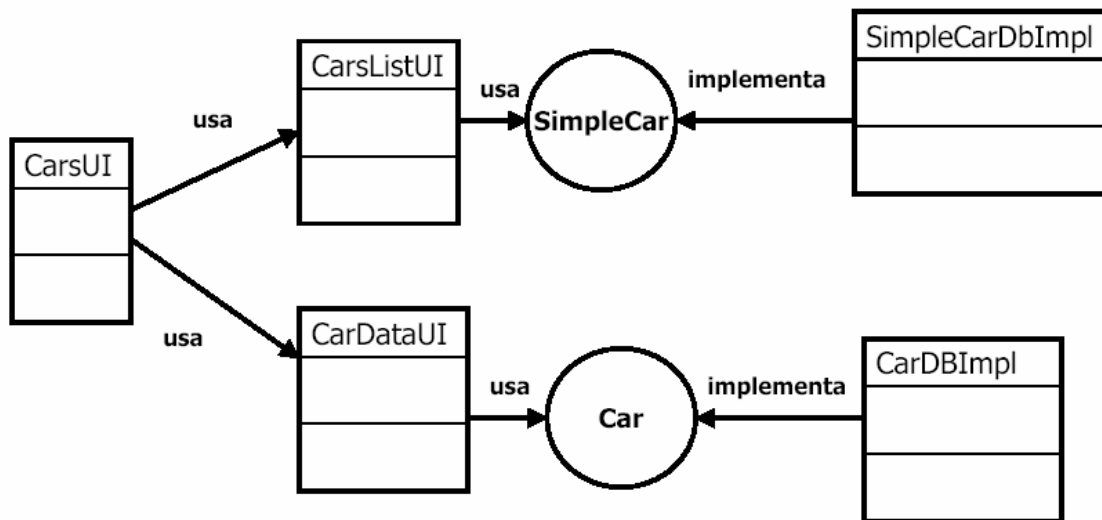 CarsUI
usa
usa
CarsListUI
usa
SimpleCar
implementa
SimpleCarDbImpl
CarDataUI
usa
Car
implementa
CarDBImpl